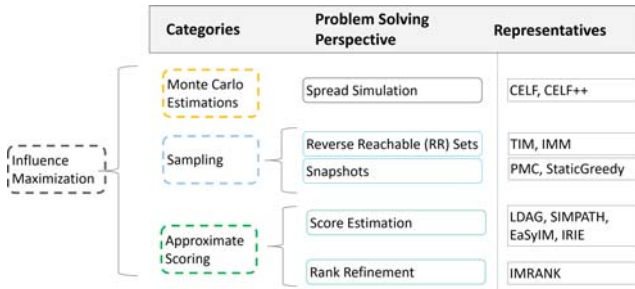 Categories
Problem Solving
Perspective
Representatives
Influence
Maximization
Monte Carlo
Estimations
Spread Simulation
CELF, CELF++
Sampling
Reverse Reachable (RR) Sets
TIM, IMM
Snapshots
PMC, StaticGreedy
Approximate
Scoring
Score Estimation
LDAG, SIMPATH,
EaSyIM, IRIE
Rank Refinement
IMRANK